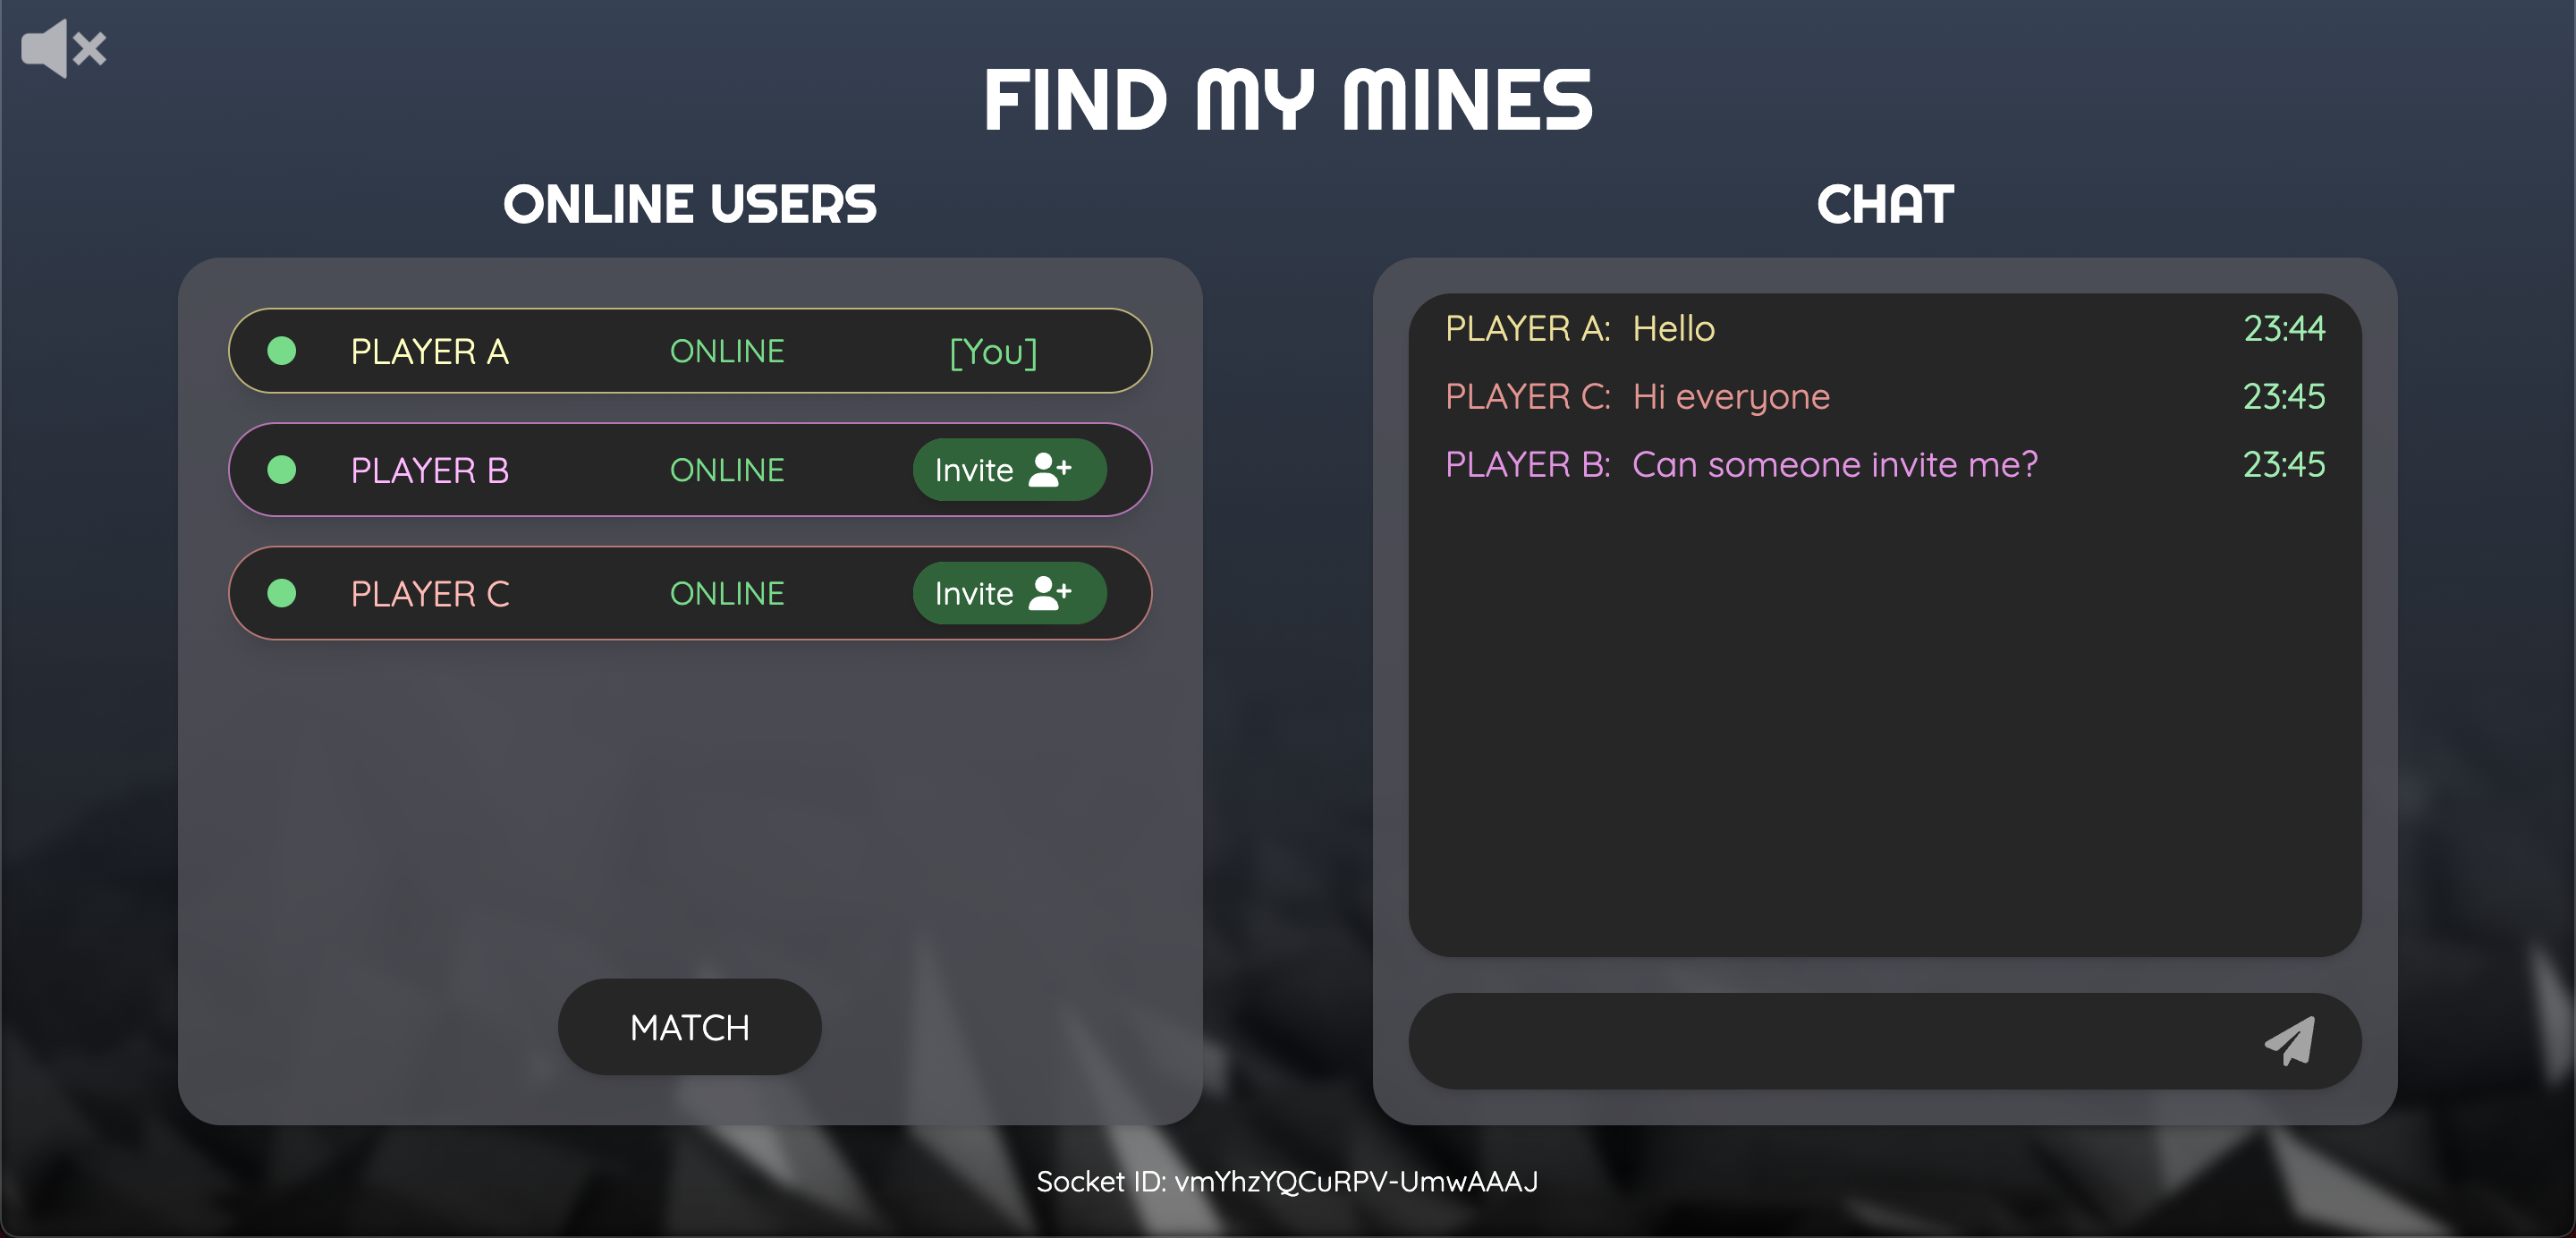 FIND MY MINES
ONLINE USERS
PLAYER A ONLINE [You]
PLAYER B ONLINE Invite
PLAYER C ONLINE Invite
MATCH
CHAT
PLAYER A: Hello 23:44
PLAYER C: Hi everyone 23:45
PLAYER B: Can someone invite me? 23:45
Socket ID: vmYhzYQCuRPV-UmwAAAJ